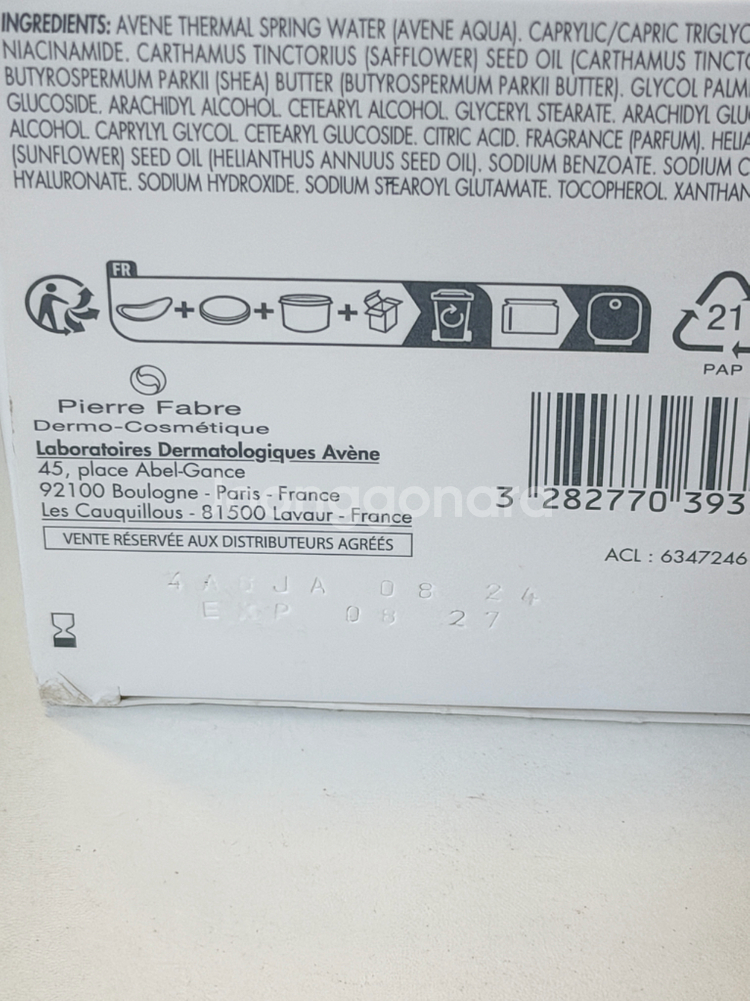 INGREDIENTS: AVENE THERMAL SPRING WATER (AVENE AQUA). CAPRYLIC/CAPRIC TRIGLYC
NIACINAMIDE. CARTHAMUS TINCTORIUS (SAFFLOWER) SEED OIL (CARTHAMUS TINCTO
BUTYROSPERMUM PARKII (SHEA) BUTTER (BUTYROSPERMUM PARKII BUTTER). GLYCOL PALM
GLUCOSIDE. ARACHIDYL ALCOHOL. CETEARYL ALCOHOL. GLYCERYL STEARATE. ARACHIDYL GLU
ALCOHOL. CAPRYLYL GLYCOL. CETEARYL GLUCOSIDE. CITRIC ACID. FRAGRANCE (PARFUM). HELIA
(SUNFLOWER) SEED OIL (HELIANTHUS ANNUUS SEED OIL). SODIUM BENZOATE. SODIUM C
HYALURONATE. SODIUM HYDROXIDE. SODIUM STEAROYL GLUTAMATE. TOCOPHEROL. XANTHAN
FR
21
PAP
Pierre Fabre
Dermo-Cosmétique
Laboratoires Dermatologiques Avène
45, place Abel-Gance
92100 Boulogne - Paris - France
Les Cauquillous - 81500 Lavaur - France
VENTE RÉSERVÉE AUX DISTRIBUTEURS AGRÉÉS
3 282770 393
ACL : 6347246
JA 08 24
EXP 08 27